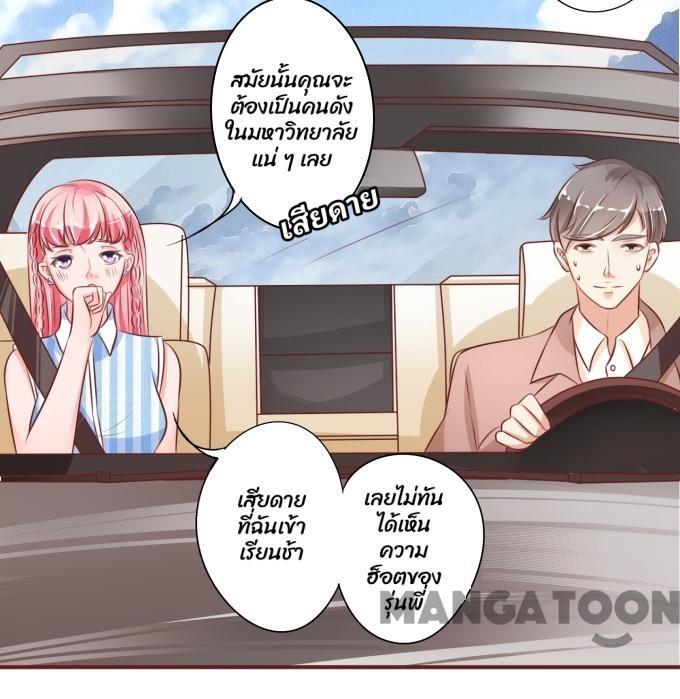 สมัยนั้นคุณจะ
ต้องเป็นคนดัง
ในมหาวิทยาลัย
แน่ ๆ เลย
เสียดาย
เสียดาย
ที่ฉันเข้า
เรียนช้า
เลยไม่ทัน
ได้เห็น
ความ
ฮ็อตของ
รุ่นพี่
MANGATOON